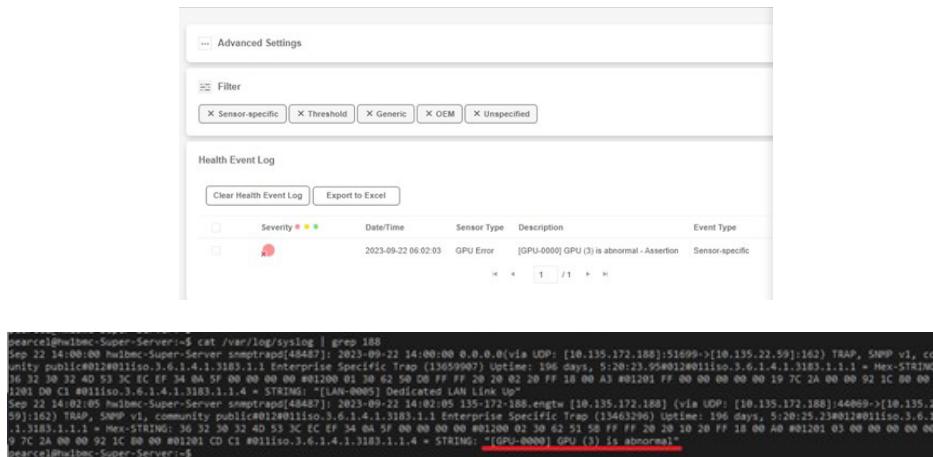 Advanced Settings
Filter
× Sensor-specific × Threshold × Generic × OEM × Unspecified
Health Event Log
Clear Health Event Log Export to Excel
Severity Date/Time Sensor Type Description Event Type
2023-09-22 06:02:03 GPU Error [GPU-0000] GPU (3) is abnormal - Assertion Sensor-specific
1 / 1
pearcel@hw1bmc-Super-Server:~$ cat /var/log/syslog | grep 188
Sep 22 14:00:00 hw1bmc-Super-Server snmptrapd[48487]: 2023-09-22 14:00:00 0.0.0.0(via UDP: [10.135.172.188]:51699->[10.135.22.59]:162) TRAP, SNMP v1, co
unity public#012#011iso.3.6.1.4.1.3183.1.1 Enterprise Specific Trap (13659907) Uptime: 196 days, 5:20:23.95#012#011iso.3.6.1.4.1.3183.1.1.1 = Hex-STRING
36 32 30 32 4D 53 3C EC EF 34 0A 5F 00 00 00 00 #01200 01 30 62 50 D8 FF FF 20 20 02 20 FF 18 00 A3 #01201 FF 00 00 00 00 00 19 7C 2A 00 00 92 1C 80 00
1201 D0 C1 #011iso.3.6.1.4.1.3183.1.1.4 = STRING: "[LAN-0005] Dedicated LAN Link Up"
Sep 22 14:02:05 hw1bmc-Super-Server snmptrapd[48487]: 2023-09-22 14:02:05 135-172-188.engtw [10.135.172.188] (via UDP: [10.135.172.188]:44069->[10.135.2
59]:162) TRAP, SNMP v1, community public#012#011iso.3.6.1.4.1.3183.1.1 Enterprise Specific Trap (13463296) Uptime: 196 days, 5:20:25.23#012#011iso.3.6.1
.1.3183.1.1.1 = Hex-STRING: 36 32 30 32 4D 53 3C EC EF 34 0A 5F 00 00 00 00 #01200 02 30 62 51 58 FF FF 20 20 10 20 FF 18 00 A0 #01201 03 00 00 00 00 00
9 7C 2A 00 00 92 1C 80 00 #01201 CD C1 #011iso.3.6.1.4.1.3183.1.1.4 = STRING: "[GPU-0000] GPU (3) is abnormal"
pearcel@hw1bmc-Super-Server:~$